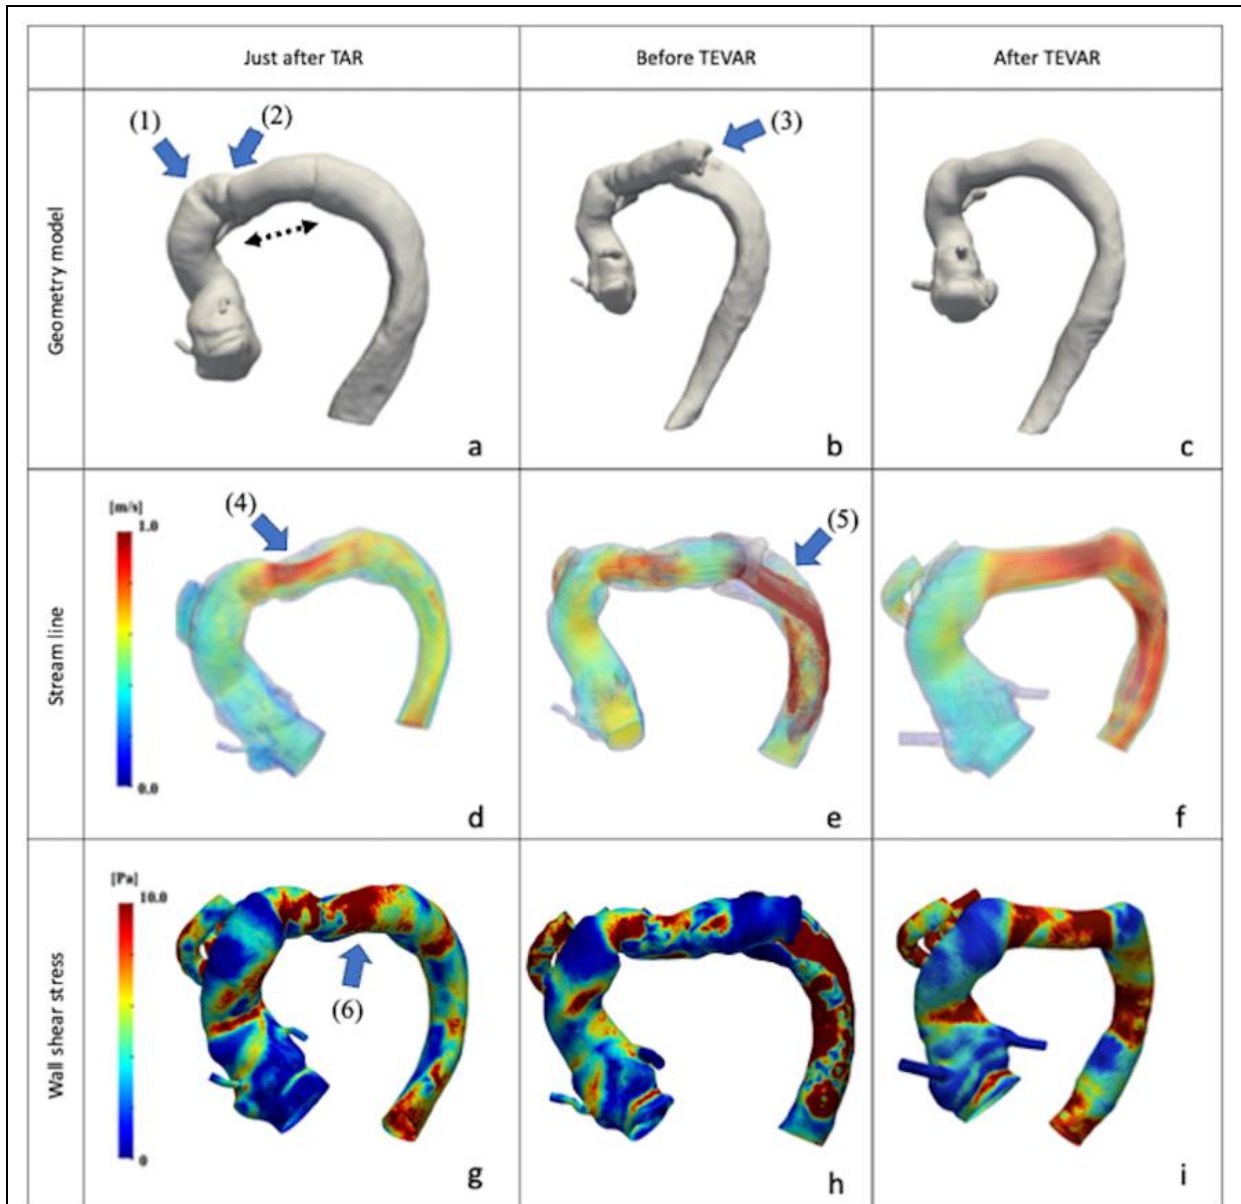 Just after TAR
Before TEVAR
After TEVAR
Geometry model
(1)
(2)
(3)
a
b
c
Stream line
[m/s]
1.0
0.0
(4)
(5)
d
e
f
Wall shear stress
[Pa]
10.0
0
(6)
g
h
i